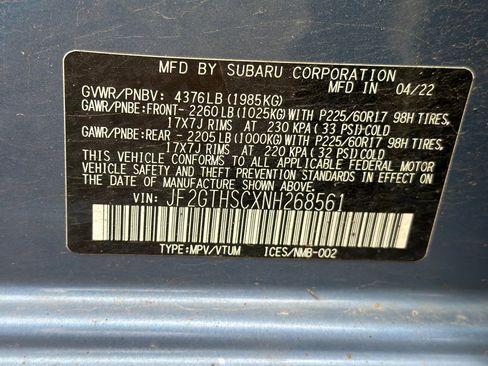 MFD BY SUBARU CORPORATION
GVWR/PNBV: 4376LB (1985KG) MFD IN 04/22
GAWR/PNBE:FRONT- 2260LB (1025KG) P225/60R17 98H TIRES,
17X7J RIMS AT 230 KPA (33 PSI)COLD
GAWR/PNBE:REAR - 2205LB (1000KG) P225/60R17 98H TIRES,
17X7J RIMS AT 220 KPA (32 PSI)COLD
THIS VEHICLE CONFORMS TO ALL APPLICABLE FEDERAL MOTOR
VEHICLE SAFETY AND THEFT PREVENTION STANDARDS IN
EFFECT ON THE DATE OF MANUFACTURE SHOWN ABOVE.
VIN: JF2GTHSCXNH268561
TYPE:MPV/VTUM ICES/NMB-002